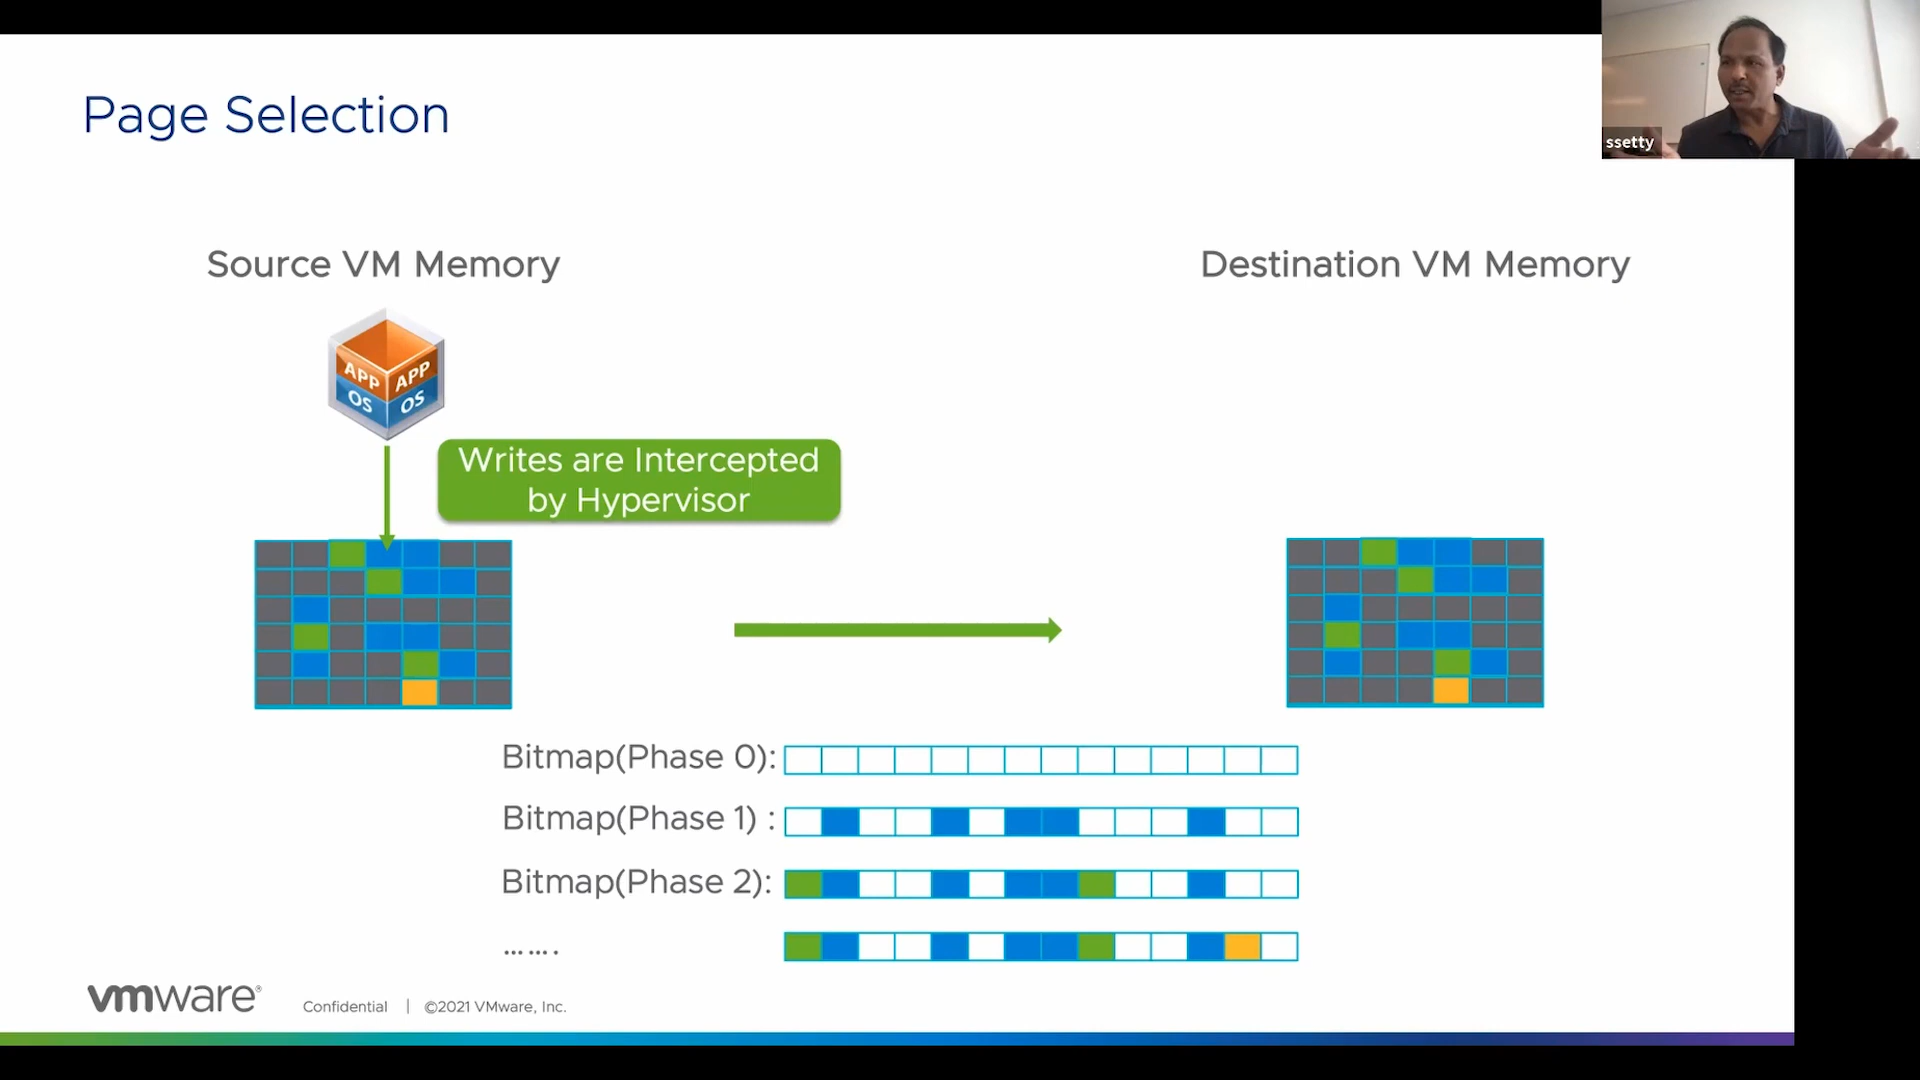 Page Selection
ssetty
Source VM Memory
Destination VM Memory
APP APP
OS OS
Writes are Intercepted
by Hypervisor
Bitmap(Phase 0):
Bitmap(Phase 1) :
Bitmap(Phase 2):
.......
vmware®
Confidential | ©2021 VMware, Inc.